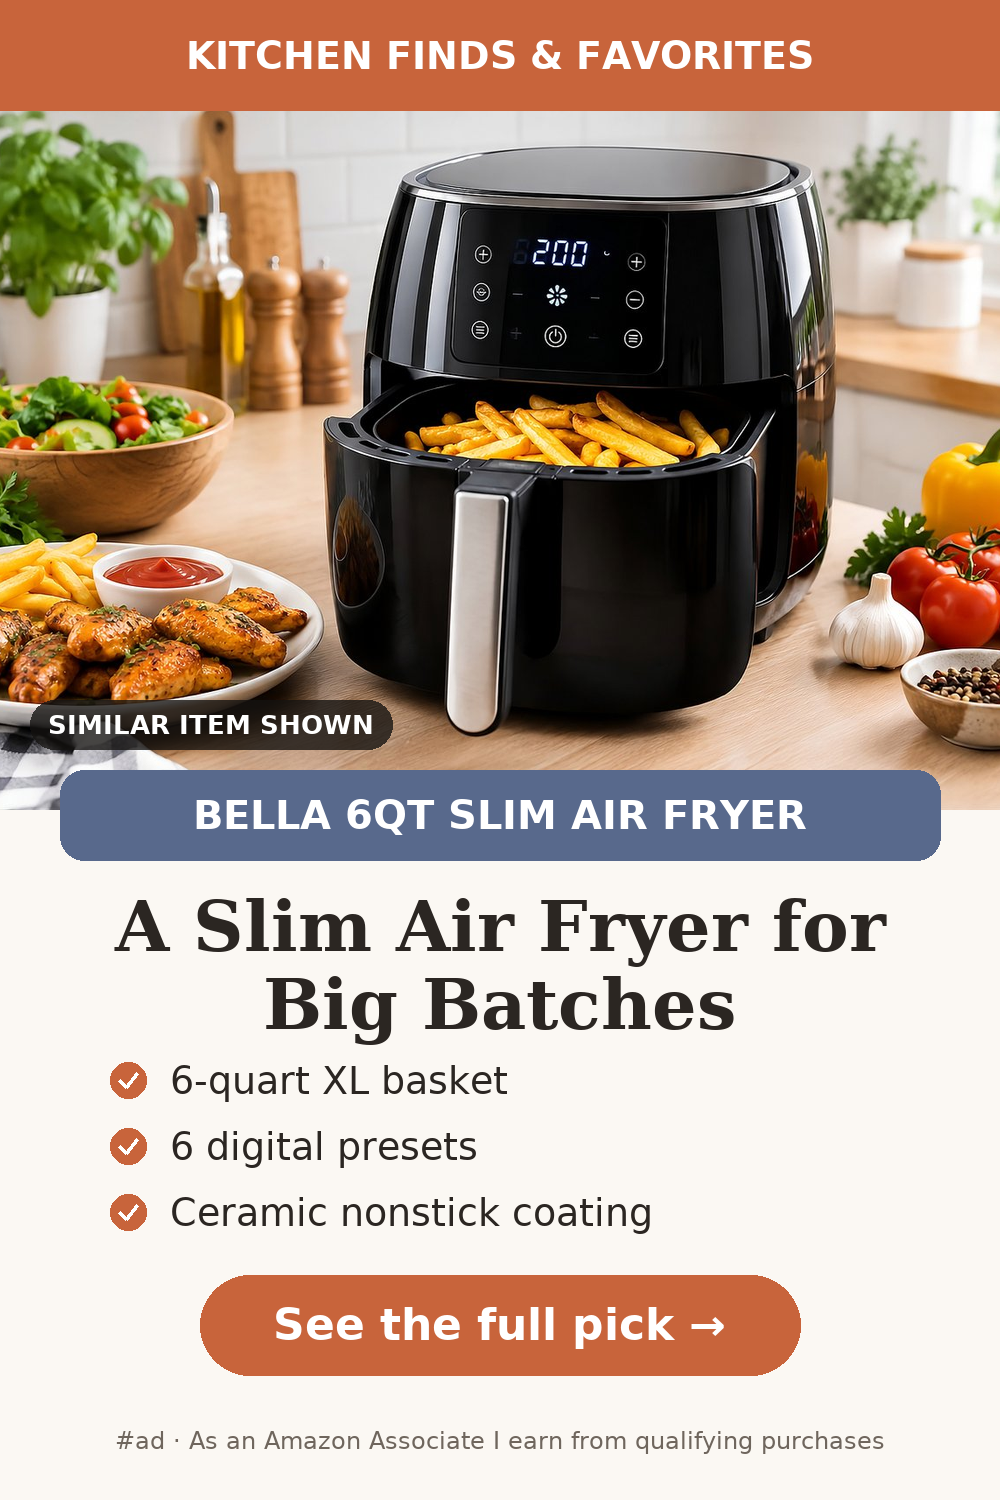 KITCHEN FINDS & FAVORITES
200
SIMILAR ITEM SHOWN
BELLA 6QT SLIM AIR FRYER
A Slim Air Fryer for
Big Batches
6-quart XL basket
6 digital presets
Ceramic nonstick coating
See the full pick →
#ad · As an Amazon Associate I earn from qualifying purchases